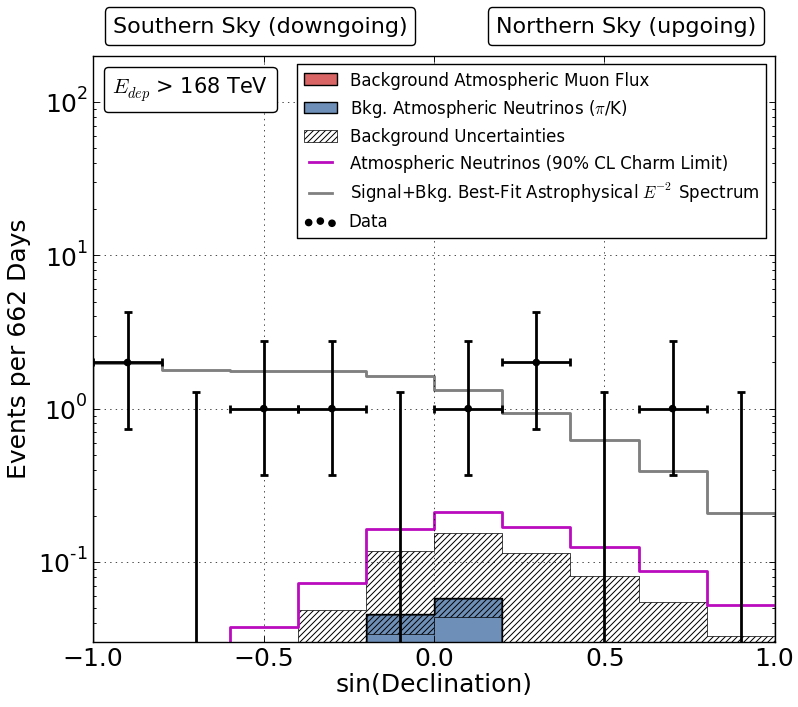 Southern Sky (downgoing)
Northern Sky (upgoing)
E_dep > 168 TeV
Background Atmospheric Muon Flux
Bkg. Atmospheric Neutrinos (π/K)
Background Uncertainties
Atmospheric Neutrinos (90% CL Charm Limit)
Signal+Bkg. Best-Fit Astrophysical E⁻² Spectrum
Data
Events per 662 Days
10²
10¹
10⁰
10⁻¹
−1.0 −0.5 0.0 0.5 1.0
sin(Declination)